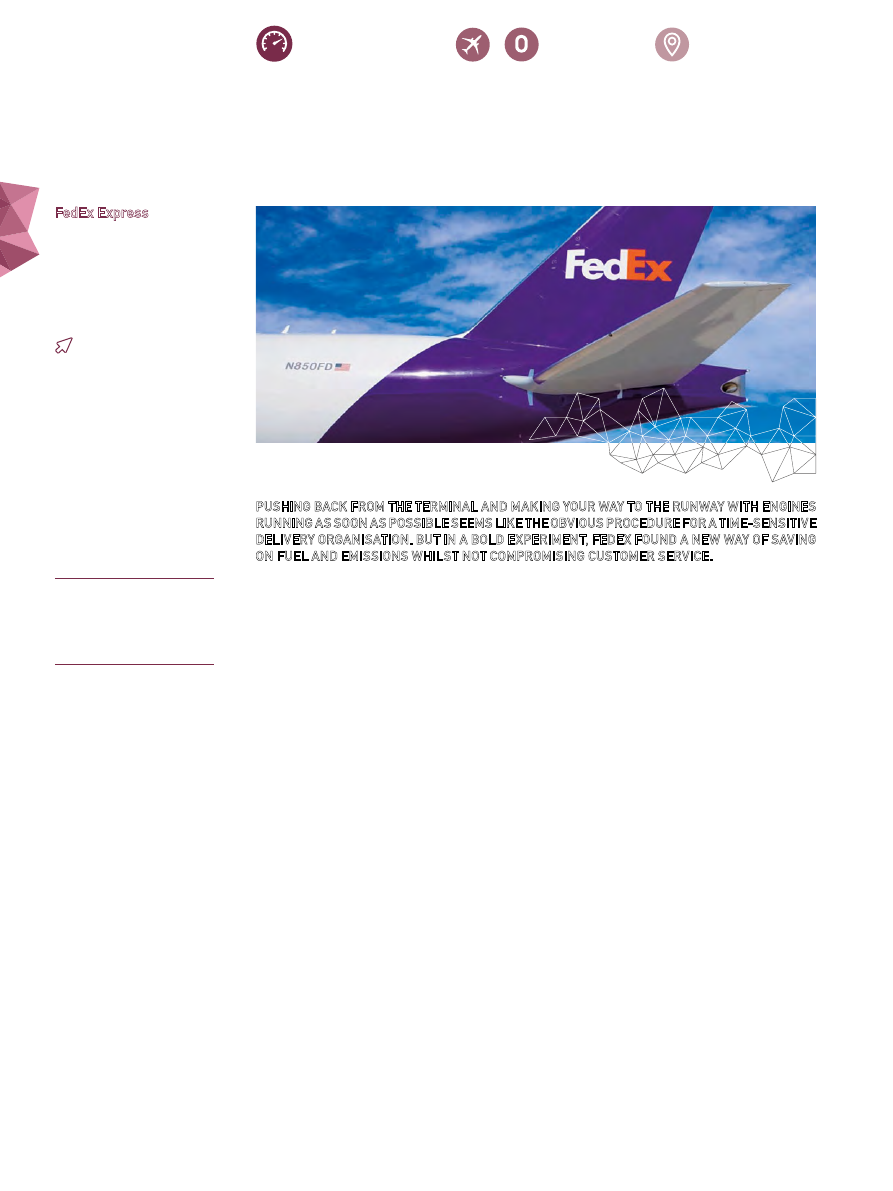 0
FedEx Express
FedEx
N850FD
PUSHING BACK FROM THE TERMINAL AND MAKING YOUR WAY TO THE RUNWAY WITH ENGINES
RUNNING AS SOON AS POSSIBLE SEEMS LIKE THE OBVIOUS PROCEDURE FOR A TIME-SENSITIVE
DELIVERY ORGANISATION. BUT IN A BOLD EXPERIMENT, FEDEX FOUND A NEW WAY OF SAVING
ON FUEL AND EMISSIONS WHILST NOT COMPROMISING CUSTOMER SERVICE.